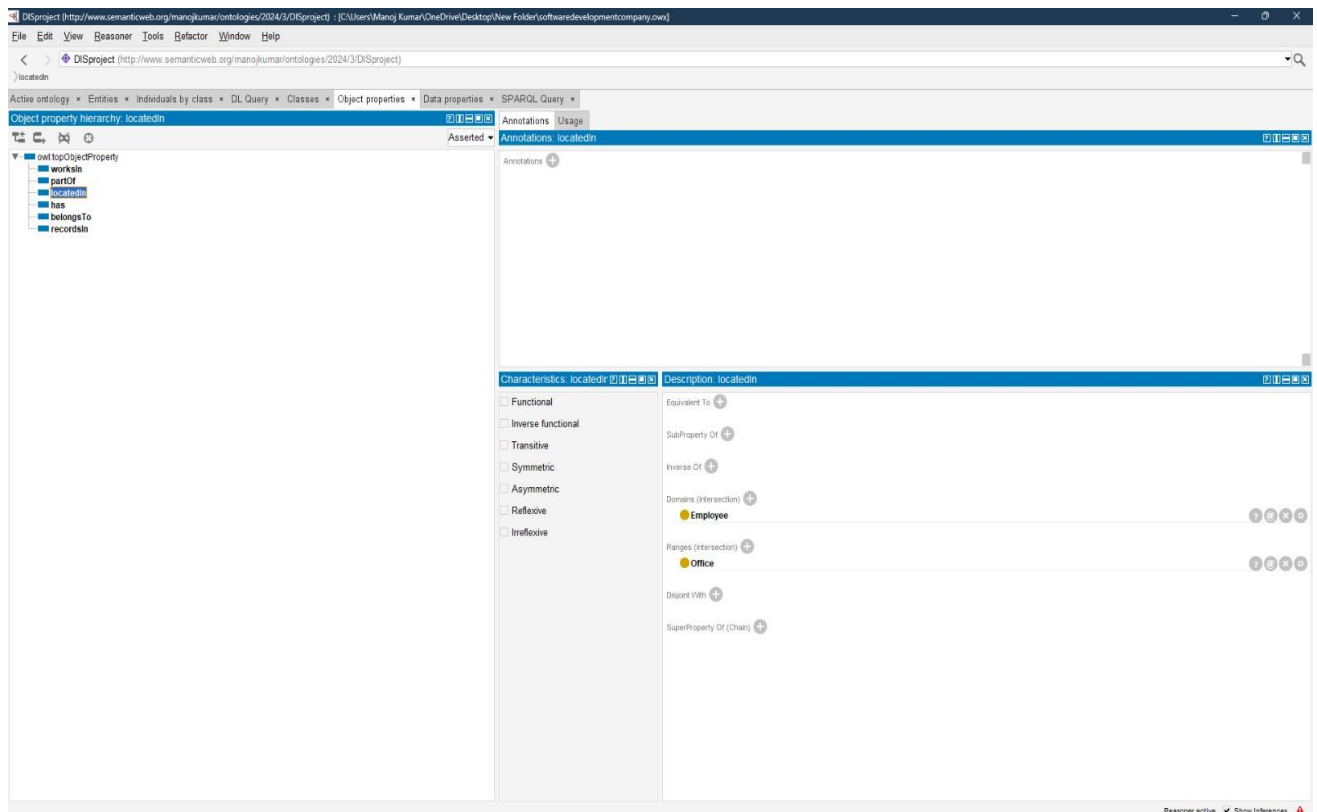 DISproject (http://www.semanticweb.org/manojkumar/ontologies/2024/3/DISproject) : [C:\Users\Manoj Kumar\OneDrive\Desktop\New Folder\softwaredevelopmentcompany.owx]
File Edit View Reasoner Tools Refactor Window Help
DISproject (http://www.semanticweb.org/manojkumar/ontologies/2024/3/DISproject)
locatedIn
Active ontology × Entities × Individuals by class × DL Query × Classes × Object properties × Data properties × SPARQL Query ×
Object property hierarchy: locatedIn
Asserted
owl:topObjectProperty
worksIn
partOf
locatedIn
has
belongsTo
recordsIn
Annotations Usage
Annotations: locatedIn
Annotations
Characteristics: locatedIr
Functional
Inverse functional
Transitive
Symmetric
Asymmetric
Reflexive
Irreflexive
Description: locatedIn
Equivalent To
SubProperty Of
Inverse Of
Domains (intersection)
Employee
Ranges (intersection)
Office
Disjoint With
SuperProperty Of (Chain)
Reasoner active Show Inferences